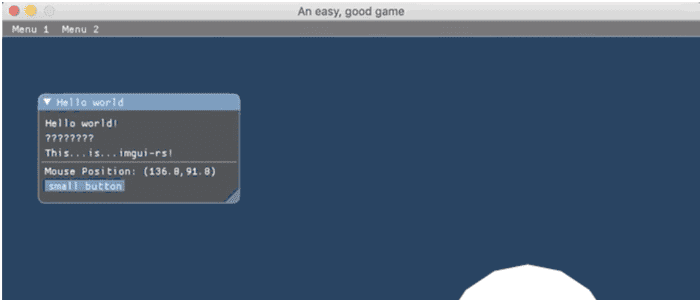 An easy, good game
Menu 1 Menu 2
Hello world
Hello world!
????????
This...is...imgui-rs!
Mouse Position: (136.0,91.0)
small button